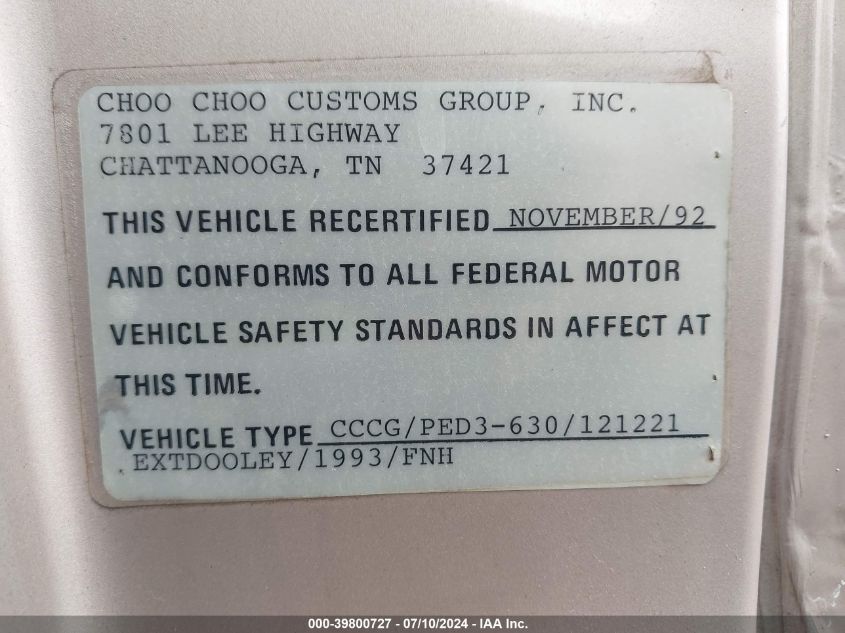 CHOO CHOO CUSTOMS GROUP, INC.
7801 LEE HIGHWAY
CHATTANOOGA, TN 37421
THIS VEHICLE RECERTIFIED NOVEMBER/92
AND CONFORMS TO ALL FEDERAL MOTOR
VEHICLE SAFETY STANDARDS IN AFFECT AT
THIS TIME.
VEHICLE TYPE CCCG/PED3-630/121221
EXTDOOLEY/1993/FNH
000-39800727 - 07/10/2024 - IAA Inc.